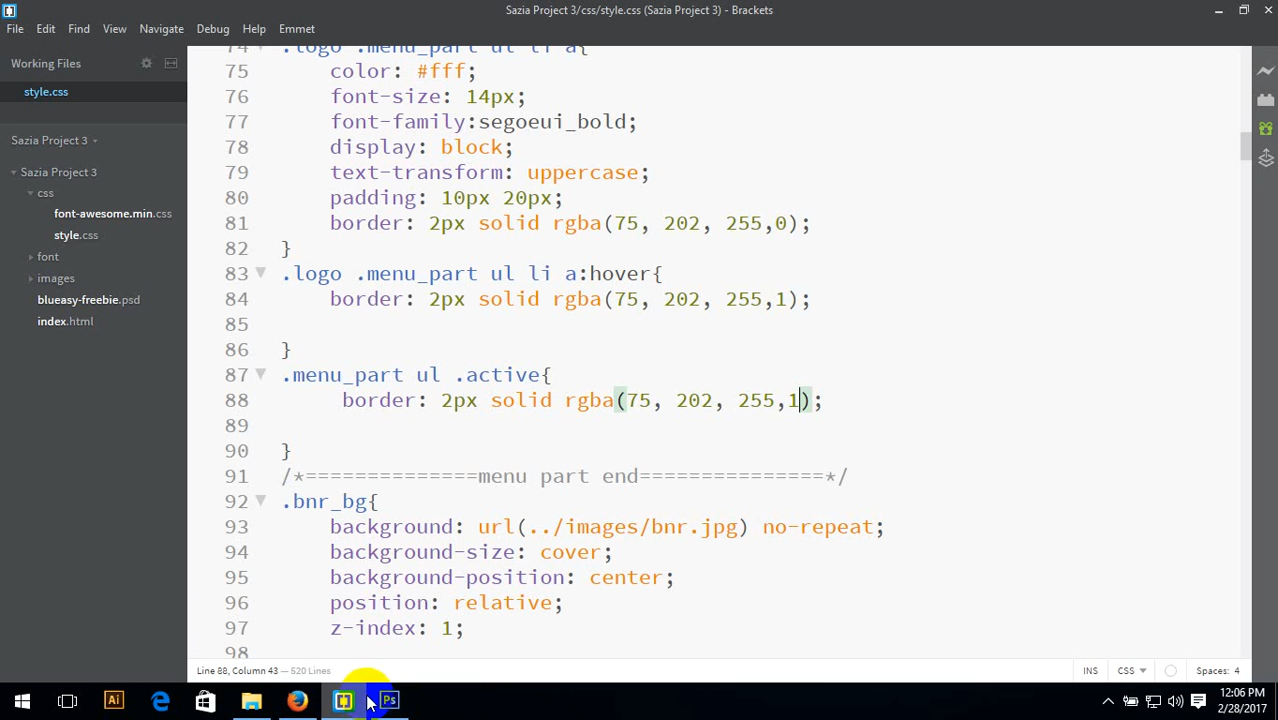 Sazia Project 3/css/style.css (Sazia Project 3) - Brackets
File Edit Find View Navigate Debug Help Emmet
Working Files
style.css
Sazia Project 3
Sazia Project 3
css
font-awesome.min.css
style.css
font
images
blueasy-freebie.psd
index.html
74 .logo .menu_part ul li a{
75 color: #fff;
76 font-size: 14px;
77 font-family:segoeui_bold;
78 display: block;
79 text-transform: uppercase;
80 padding: 10px 20px;
81 border: 2px solid rgba(75, 202, 255,0);
82 }
83 .logo .menu_part ul li a:hover{
84 border: 2px solid rgba(75, 202, 255,1);
85
86 }
87 .menu_part ul .active{
88 border: 2px solid rgba(75, 202, 255,1);
89
90 }
91 /*==============menu part end===============*/
92 .bnr_bg{
93 background: url(../images/bnr.jpg) no-repeat;
94 background-size: cover;
95 background-position: center;
96 position: relative;
97 z-index: 1;
98
Line 88, Column 43 — 520 Lines
INS CSS Spaces: 4
Ai Ps
12:06 PM
2/28/2017